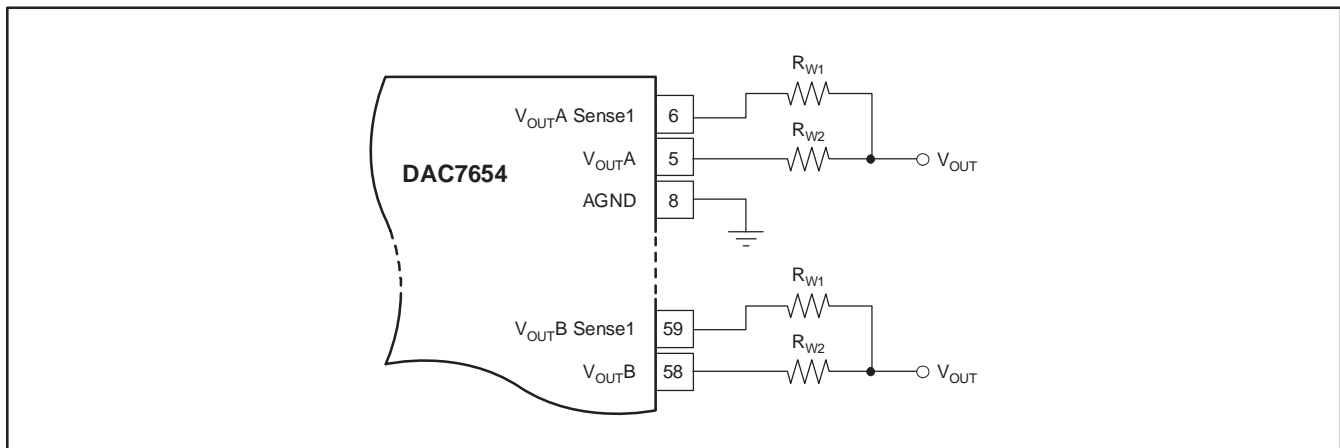 R_W1
V_OUTA Sense1 6
R_W2
V_OUTA 5
V_OUT
DAC7654
AGND 8
R_W1
V_OUTB Sense1 59
R_W2
V_OUTB 58
V_OUT